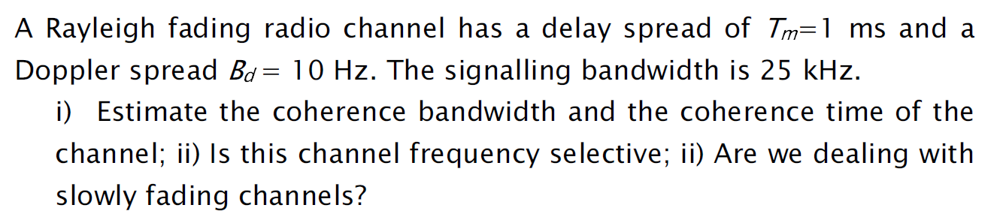 A Rayleigh fading radio channel has a delay spread of Tm=1 ms and a
Doppler spread Bd = 10 Hz. The signalling bandwidth is 25 kHz.
i) Estimate the coherence bandwidth and the coherence time of the
channel; ii) Is this channel frequency selective; ii) Are we dealing with
slowly fading channels?